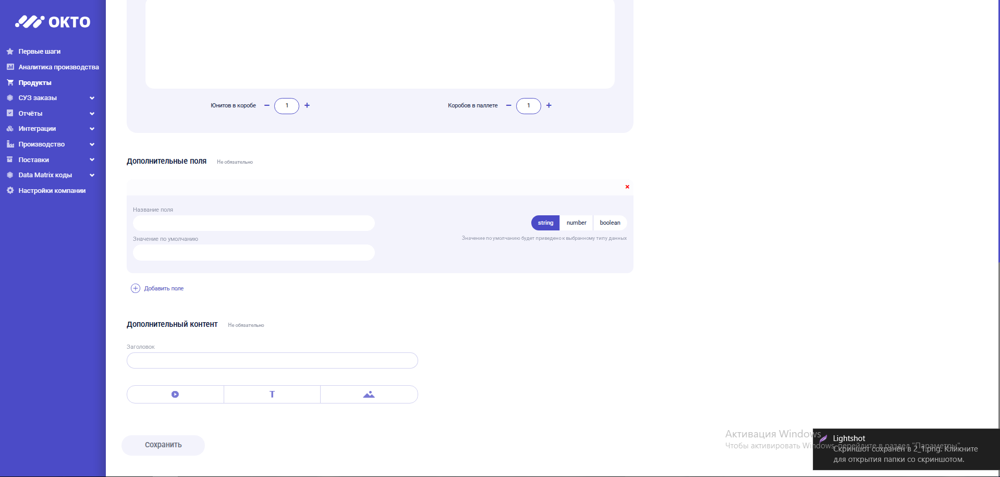 ОКТО
Первые шаги
Аналитика производства
Продукты
СУЗ заказы
Отчёты
Интеграции
Производство
Поставки
Data Matrix коды
Настройки компании
Юнитов в коробе − 1 +
Коробов в паллете − 1 +
Дополнительные поля Не обязательно
Название поля
string number boolean
Значение по умолчанию
Значение по умолчанию будет приведено к выбранному типу данных
Добавить поле
Дополнительный контент Не обязательно
Заголовок
T
Сохранить
Активация Windows
Чтобы активировать Windows, перейдите в раздел "Параметры".
Lightshot
Скриншот сохранен в 2_1.png. Кликните
для открытия папки со скриншотом.